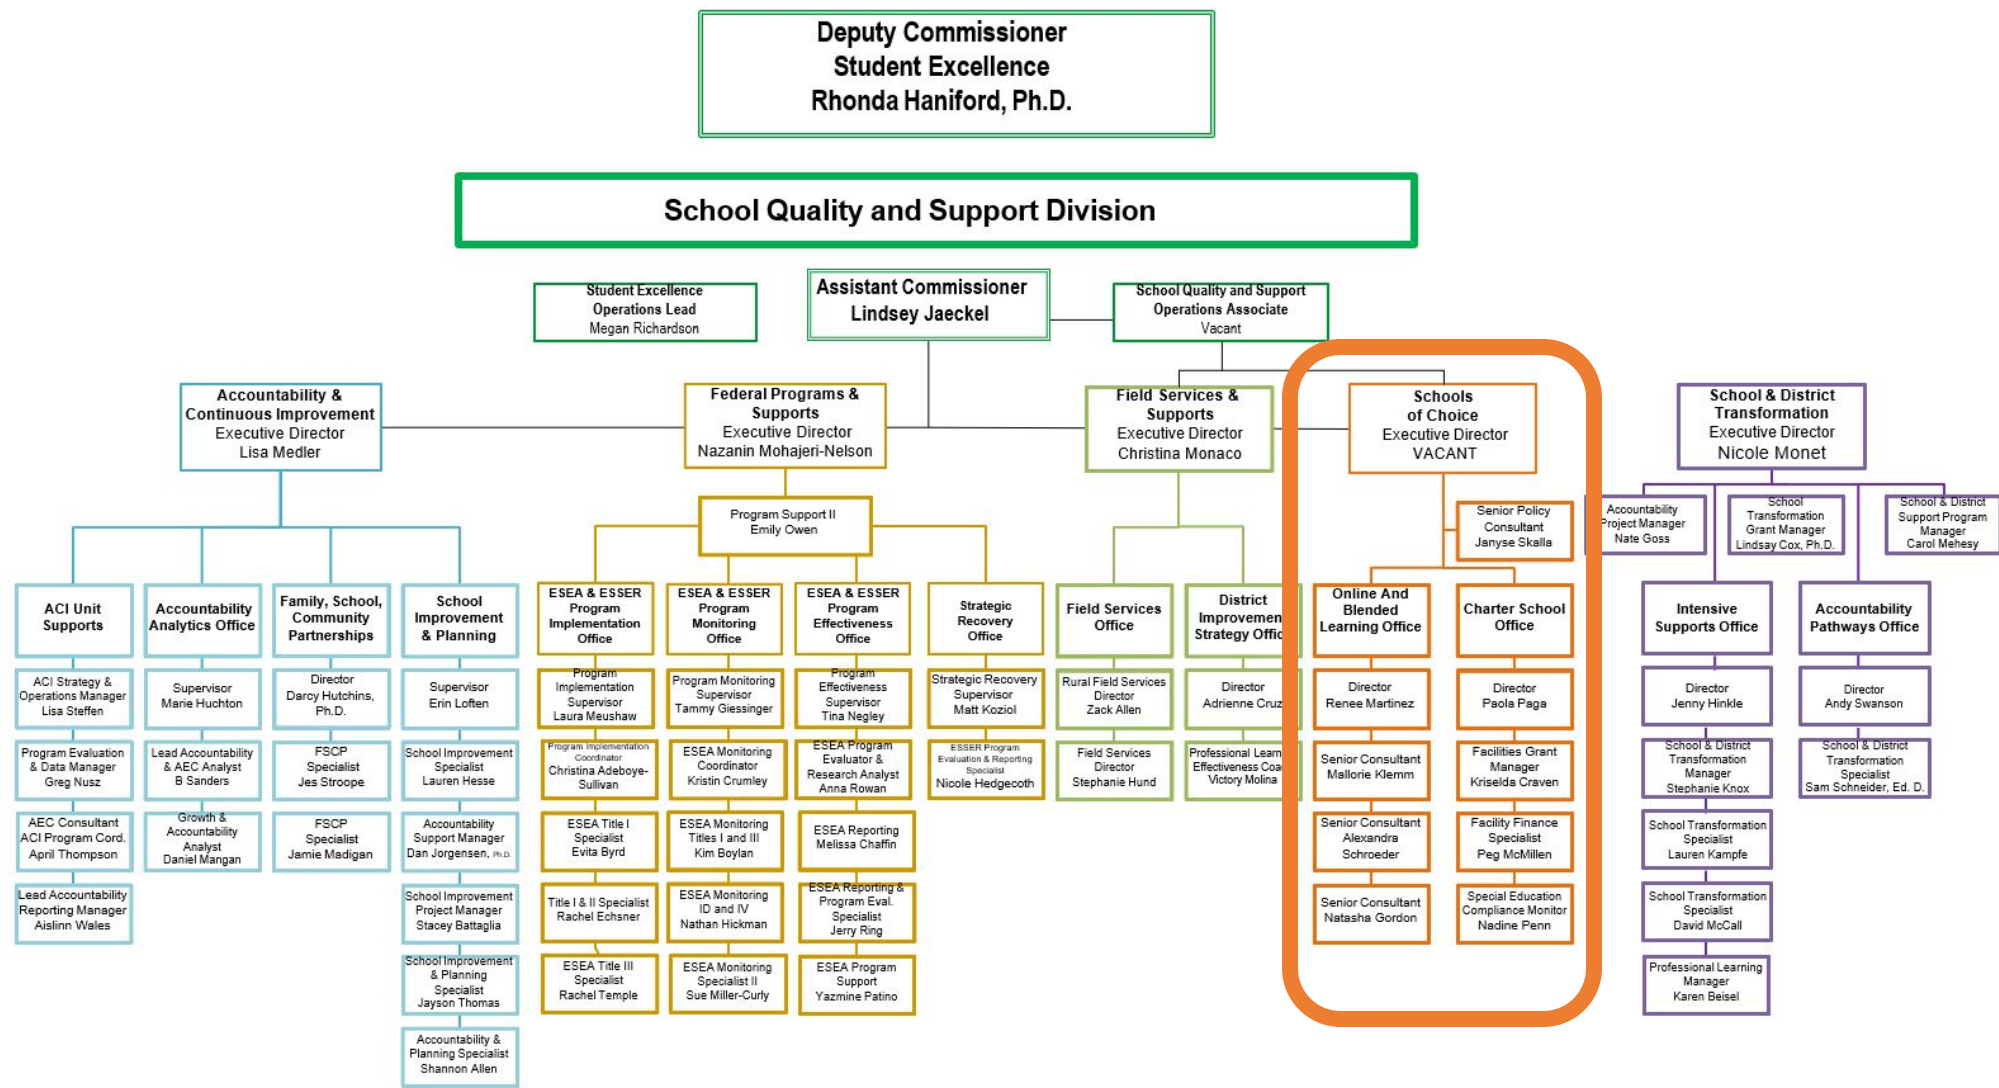 Deputy Commissioner
Student Excellence
Rhonda Haniford, Ph.D.
School Quality and Support Division
Student Excellence
Operations Lead
Megan Richardson
Assistant Commissioner
Lindsey Jaeckel
School Quality and Support
Operations Associate
Vacant
Accountability &
Continuous Improvement
Executive Director
Lisa Medler
Federal Programs &
Supports
Executive Director
Nazanin Mohajeri-Nelson
Field Services &
Supports
Executive Director
Christina Monaco
Schools
of Choice
Executive Director
VACANT
School & District
Transformation
Executive Director
Nicole Monet
Program Support II
Emily Owen
Senior Policy
Consultant
Janyse Skalla
Accountability
Project Manager
Nate Goss
School
Transformation
Grant Manager
Lindsay Cox, Ph.D.
School & District
Support Program
Manager
Carol Mehesy
ACI Unit
Supports
ACI Strategy &
Operations Manager
Lisa Steffen
Program Evaluation
& Data Manager
Greg Nusz
AEC Consultant
ACI Program Cord.
April Thompson
Lead Accountability
Reporting Manager
Aislinn Wales
Accountability
Analytics Office
Supervisor
Marie Huchton
Lead Accountability
& AEC Analyst
B Sanders
Growth &
Accountability
Analyst
Daniel Mangan
Family, School,
Community
Partnerships
Director
Darcy Hutchins,
Ph.D.
FSCP
Specialist
Jes Stroope
FSCP
Specialist
Jamie Madigan
School
Improvement
& Planning
Supervisor
Erin Loften
School Improvement
Specialist
Lauren Hesse
Accountability
Support Manager
Dan Jorgensen, Ph.D.
School Improvement
Project Manager
Stacey Battaglia
School Improvement
& Planning
Specialist
Jayson Thomas
Accountability &
Planning Specialist
Shannon Allen
ESEA & ESSER
Program
Implementation
Office
Program
Implementation
Supervisor
Laura Meushaw
Program Implementation
Coordinator
Christina Adeboye-
Sullivan
ESEA Title I
Specialist
Evita Byrd
Title I & II Specialist
Rachel Echsner
ESEA Title III
Specialist
Rachel Temple
ESEA & ESSER
Program
Monitoring
Office
Program Monitoring
Supervisor
Tammy Giessinger
ESEA Monitoring
Coordinator
Kristin Crumley
ESEA Monitoring
Titles I and III
Kim Boylan
ESEA Monitoring
ID and IV
Nathan Hickman
ESEA Monitoring
Specialist II
Sue Miller-Curly
ESEA & ESSER
Program
Effectiveness
Office
Program
Effectiveness
Supervisor
Tina Negley
ESEA Program
Evaluator &
Research Analyst
Anna Rowan
ESEA Reporting
Melissa Chaffin
ESEA Reporting &
Program Eval.
Specialist
Jerry Ring
ESEA Program
Support
Yazmine Patino
Strategic
Recovery
Office
Strategic Recovery
Supervisor
Matt Koziol
ESSER Program
Evaluation & Reporting
Specialist
Nicole Hedgecoth
Field Services
Office
Rural Field Services
Director
Zack Allen
Field Services
Director
Stephanie Hund
District
Improvement
Strategy Office
Director
Adrienne Cruz
Professional Learn
Effectiveness Coa
Victory Molina
Online And
Blended
Learning Office
Director
Renee Martinez
Senior Consultant
Mallorie Klemm
Senior Consultant
Alexandra
Schroeder
Senior Consultant
Natasha Gordon
Charter School
Office
Director
Paola Paga
Facilities Grant
Manager
Kriselda Craven
Facility Finance
Specialist
Peg McMillen
Special Education
Compliance Monitor
Nadine Penn
Intensive
Supports Office
Director
Jenny Hinkle
School & District
Transformation
Manager
Stephanie Knox
School Transformation
Specialist
Lauren Kampfe
School Transformation
Specialist
David McCall
Professional Learning
Manager
Karen Beisel
Accountability
Pathways Office
Director
Andy Swanson
School & District
Transformation
Specialist
Sam Schneider, Ed. D.